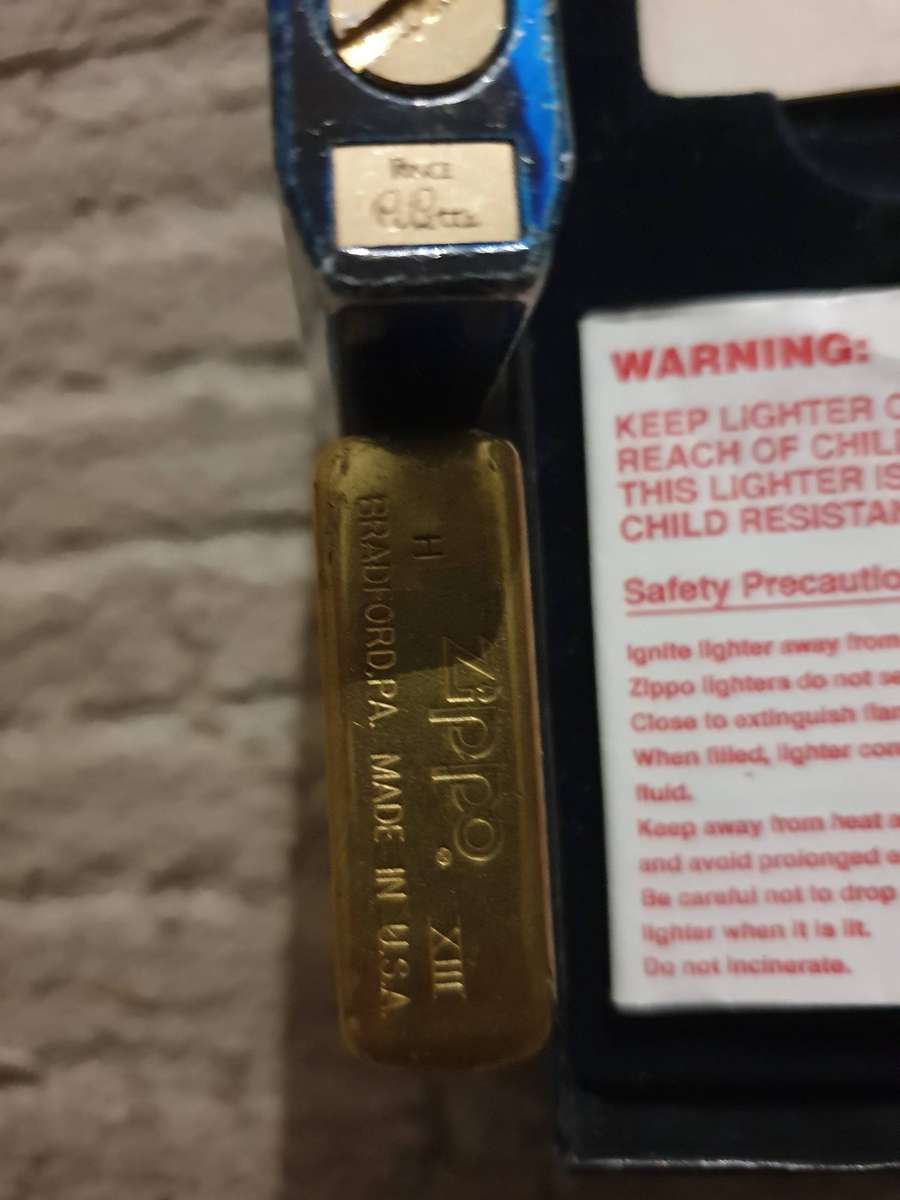 PINCE
WARNING:
KEEP LIGHTER O
REACH OF CHILD
THIS LIGHTER IS
CHILD RESISTAN
Safety Precautio
Ignite lighter away from
Zippo lighters do not se
Close to extinguish flam
When filled, lighter con
fluid.
Keep away from heat a
and avoid prolonged e
Be careful not to drop
lighter when it is lit.
Do not incinerate.
H Zippo ® XIII
BRADFORD, PA. MADE IN U.S.A.